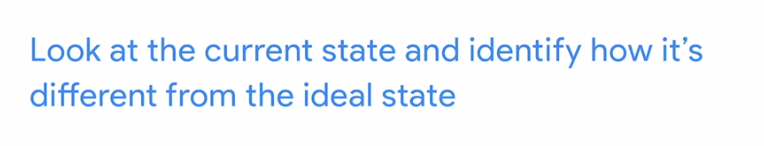 Look at the current state and identify how it’s
different from the ideal state